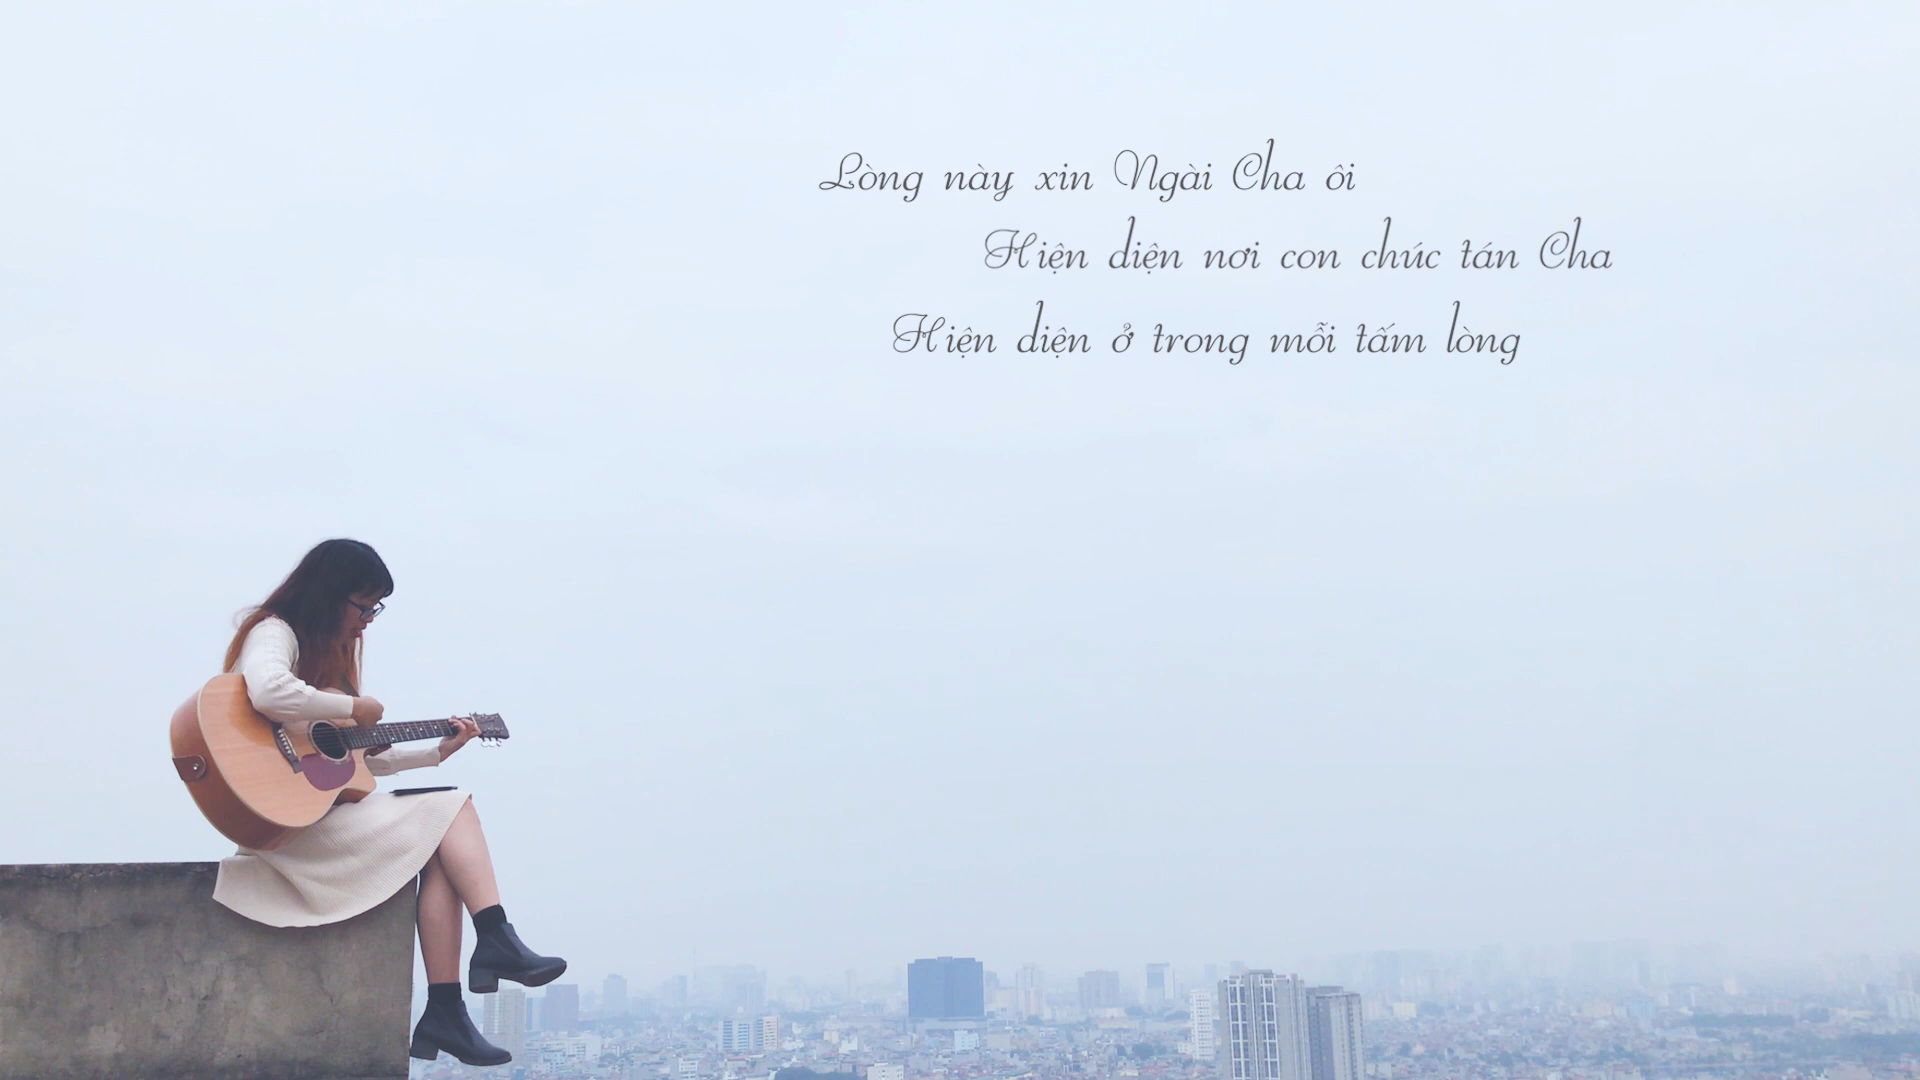 Lòng này xin Ngài Cha ôi
Hiện diện nơi con chúc tán Cha
Hiện diện ở trong mỗi tấm lòng